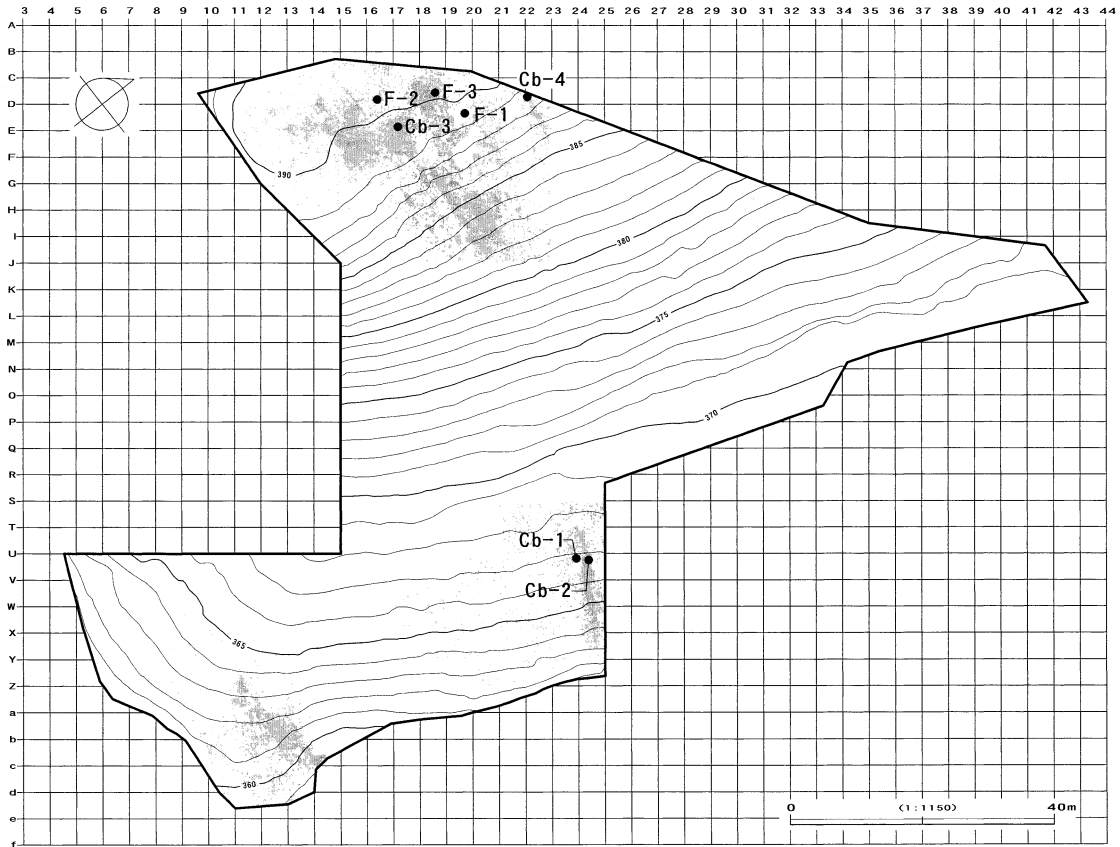 3 4 5 6 7 8 9 10 11 12 13 14 15 16 17 18 19 20 21 22 23 24 25 26 27 28 29 30 31 32 33 34 35 36 37 38 39 40 41 42 43 44
A
B
C
Cb-4
F-3
F-2
D
F-1
Cb-3
E
385
F
390
G
H
380
I
J
K
L
375
M
N
O
370
P
Q
R
S
T
Cb-1
U
V
Cb-2
W
365
X
Y
Z
a
b
c
360
d
0 (1:1150) 40m
e
f